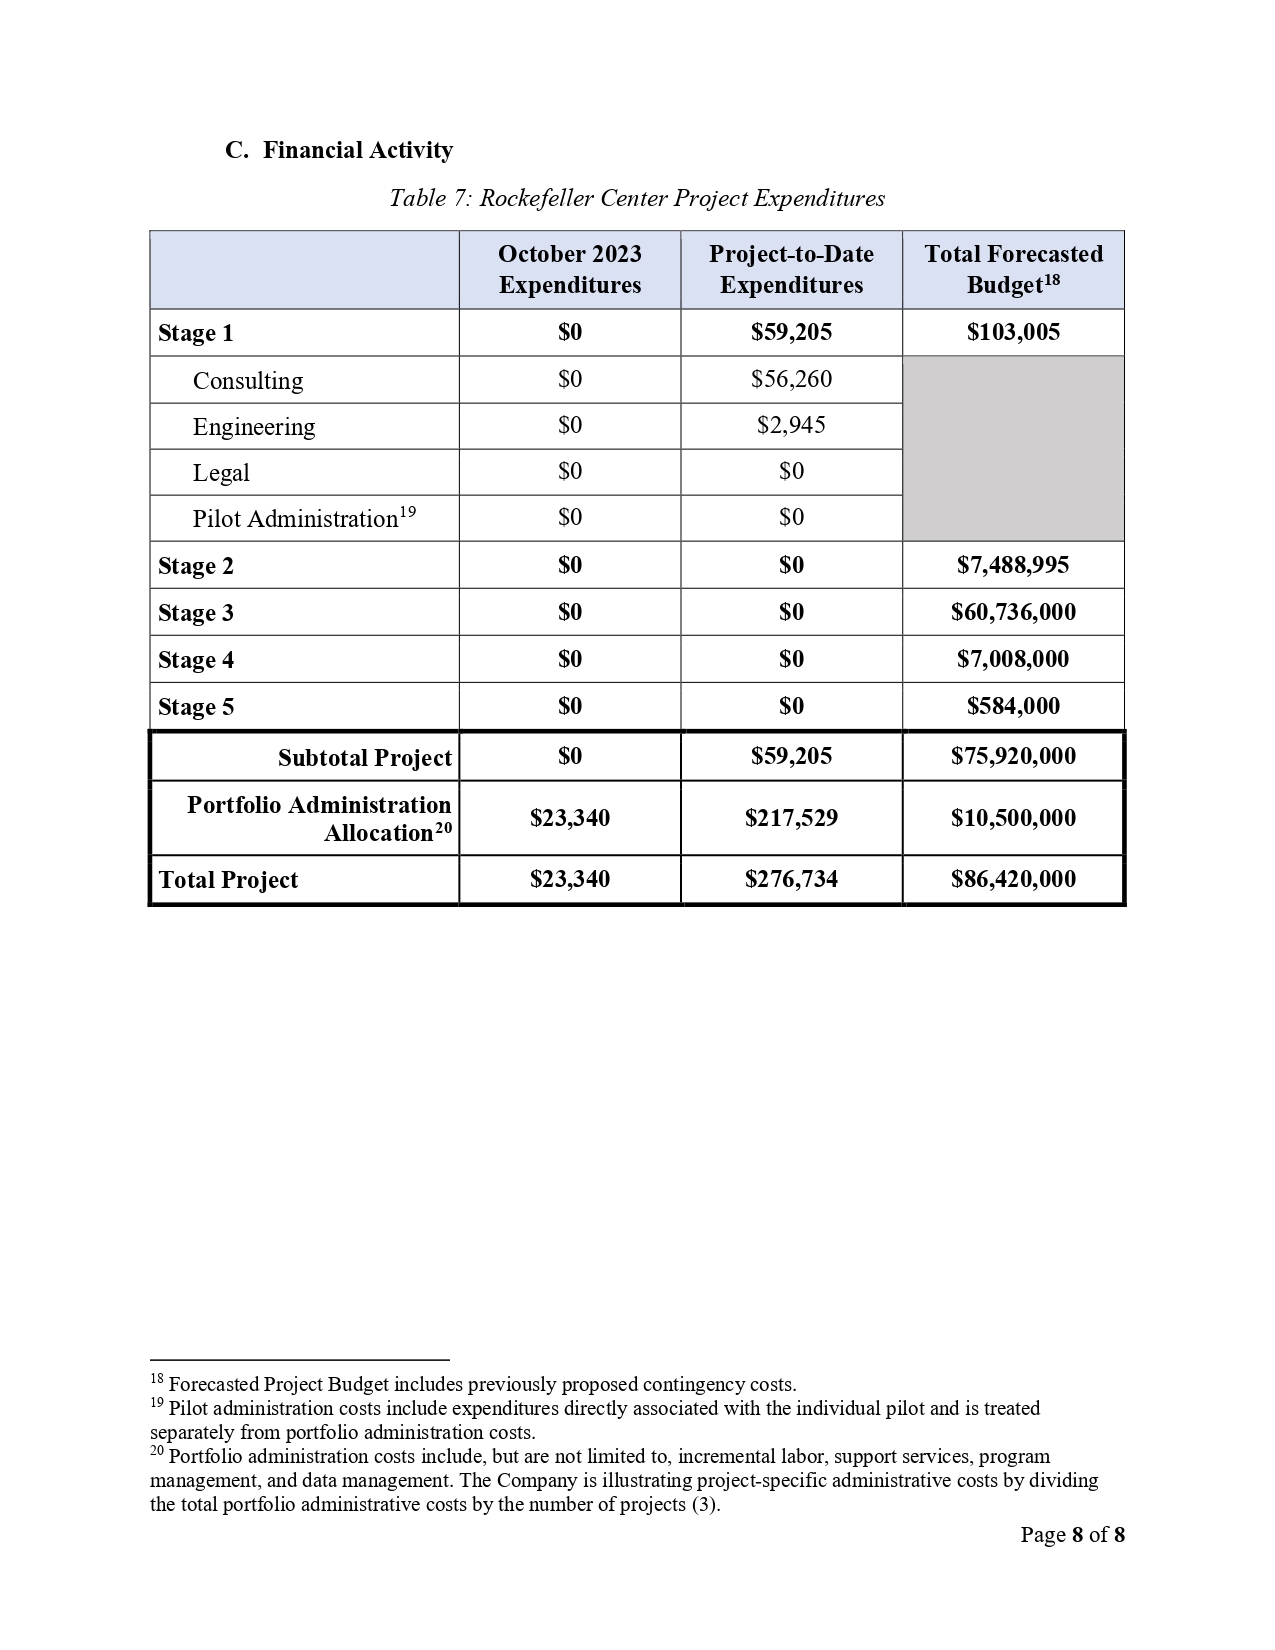 C. Financial Activity
Table 7: Rockefeller Center Project Expenditures
October 2023 Expenditures Project-to-Date Expenditures Total Forecasted Budget18
Stage 1 $0 $59,205 $103,005
Consulting $0 $56,260
Engineering $0 $2,945
Legal $0 $0
Pilot Administration19 $0 $0
Stage 2 $0 $0 $7,488,995
Stage 3 $0 $0 $60,736,000
Stage 4 $0 $0 $7,008,000
Stage 5 $0 $0 $584,000
Subtotal Project $0 $59,205 $75,920,000
Portfolio Administration Allocation20 $23,340 $217,529 $10,500,000
Total Project $23,340 $276,734 $86,420,000
18 Forecasted Project Budget includes previously proposed contingency costs.
19 Pilot administration costs include expenditures directly associated with the individual pilot and is treated
separately from portfolio administration costs.
20 Portfolio administration costs include, but are not limited to, incremental labor, support services, program
management, and data management. The Company is illustrating project-specific administrative costs by dividing
the total portfolio administrative costs by the number of projects (3).
Page 8 of 8